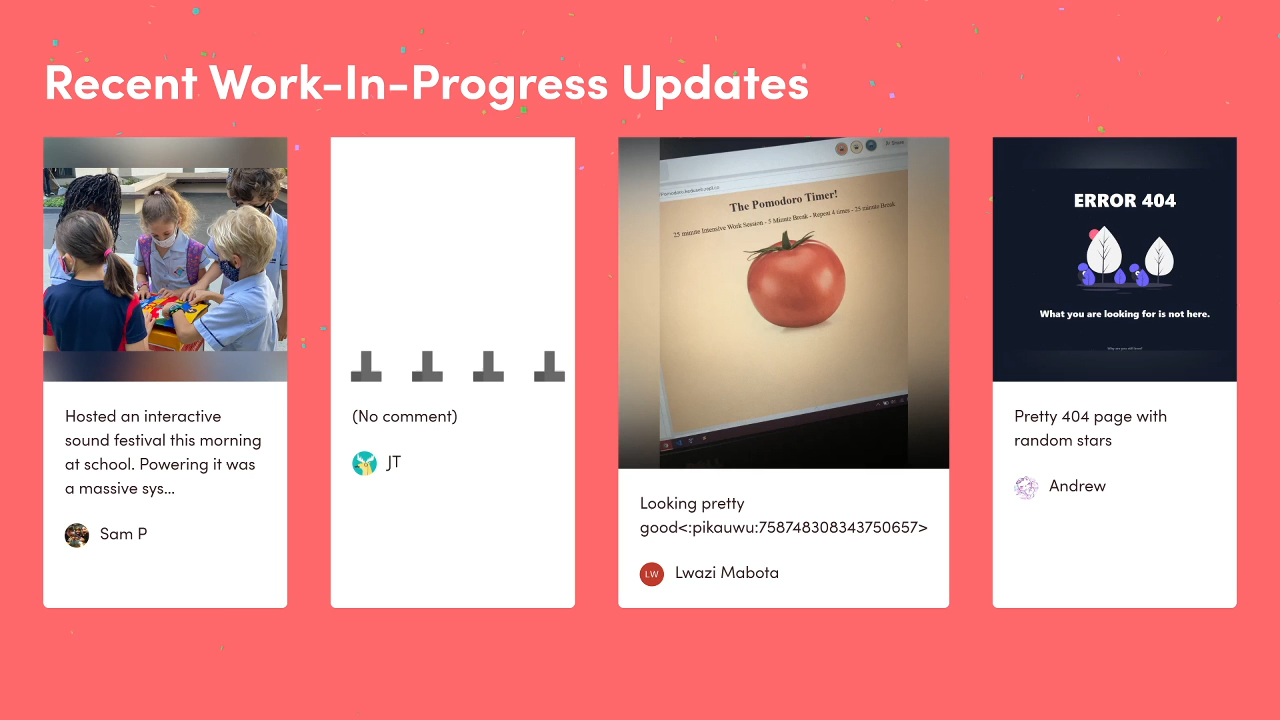 Recent Work-In-Progress Updates
Hosted an interactive
sound festival this morning
at school. Powering it was
a massive sys...
Sam P
(No comment)
JT
The Pomodoro Timer!
25 minute Intensive Work Session - 5 Minute Break - Repeat 4 times - 25 minute Break
Looking pretty
good<:pikauwu:758748308343750657>
LW
Lwazi Mabota
ERROR 404
What you are looking for is not here.
Pretty 404 page with
random stars
Andrew